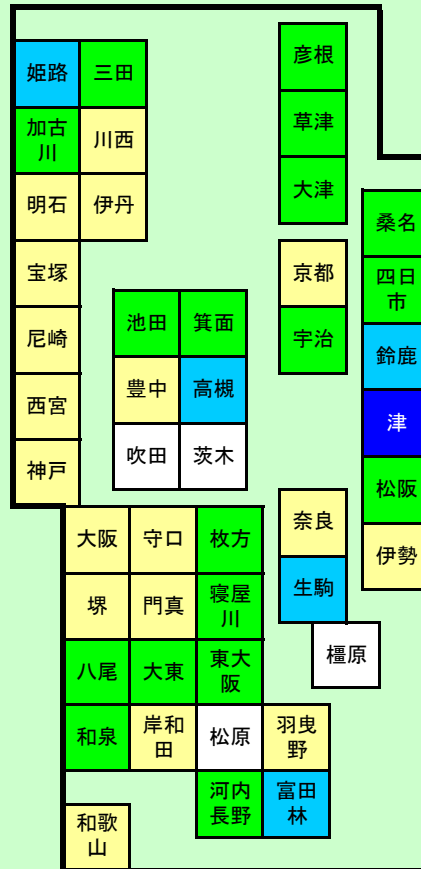 姫路
三田
加古
川
川西
明石
伊丹
宝塚
尼崎
西宮
神戸
彦根
草津
大津
京都
宇治
桑名
四日
市
鈴鹿
津
松阪
伊勢
池田
箕面
豊中
高槻
吹田
茨木
奈良
生駒
橿原
大阪
守口
枚方
堺
門真
寝屋
川
八尾
大東
東大
阪
和泉
岸和
田
松原
羽曳
野
河内
長野
富田
林
和歌
山